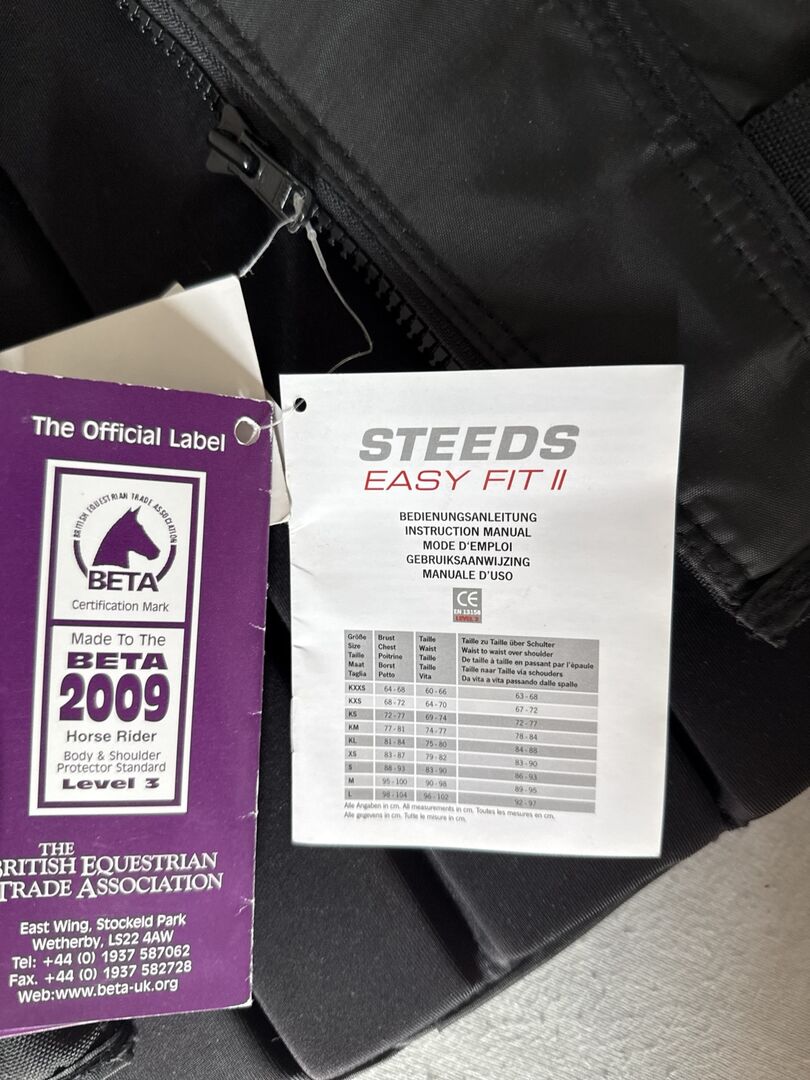 The Official Label
BRITISH EQUESTRIAN TRADE ASSOCIATION
BETA
Certification Mark
Made To The
BETA
2009
Horse Rider
Body & Shoulder
Protector Standard
Level 3
THE
BRITISH EQUESTRIAN
TRADE ASSOCIATION
East Wing, Stockeld Park
Wetherby, LS22 4AW
Tel: +44 (0) 1937 587062
Fax. +44 (0) 1937 582728
Web:www.beta-uk.org
STEEDS
EASY FIT II
BEDIENUNGSANLEITUNG
INSTRUCTION MANUAL
MODE D'EMPLOI
GEBRUIKSAANWIJZING
MANUALE D'USO
CE
EN 13158
LEVEL 3
Größe Brust Taille Taille zu Taille über Schulter
Size Chest Waist Waist to waist over shoulder
Taille Poitrine Taille De taille à taille en passant par l'épaule
Maat Borst Taille Taille naar Taille via schouders
Taglia Petto Vita Da vita a vita passando dalle spalle
KXXS 64 - 68 60 - 66 63 - 68
KXS 68 - 72 64 - 70 67 - 72
KS 72 - 77 69 - 74 72 - 77
KM 77 - 81 74 - 77 78 - 84
KL 81 - 84 75 - 80 84 - 88
XS 83 - 87 79 - 82 83 - 90
S 88 - 93 83 - 90 86 - 93
M 95 - 100 90 - 98 89 - 95
L 98 - 104 96 - 102 92 - 97
Alle Angaben in cm. All measurements in cm. Toutes les mesures en cm.
Alle gegevens in cm. Tutte le misure in cm.